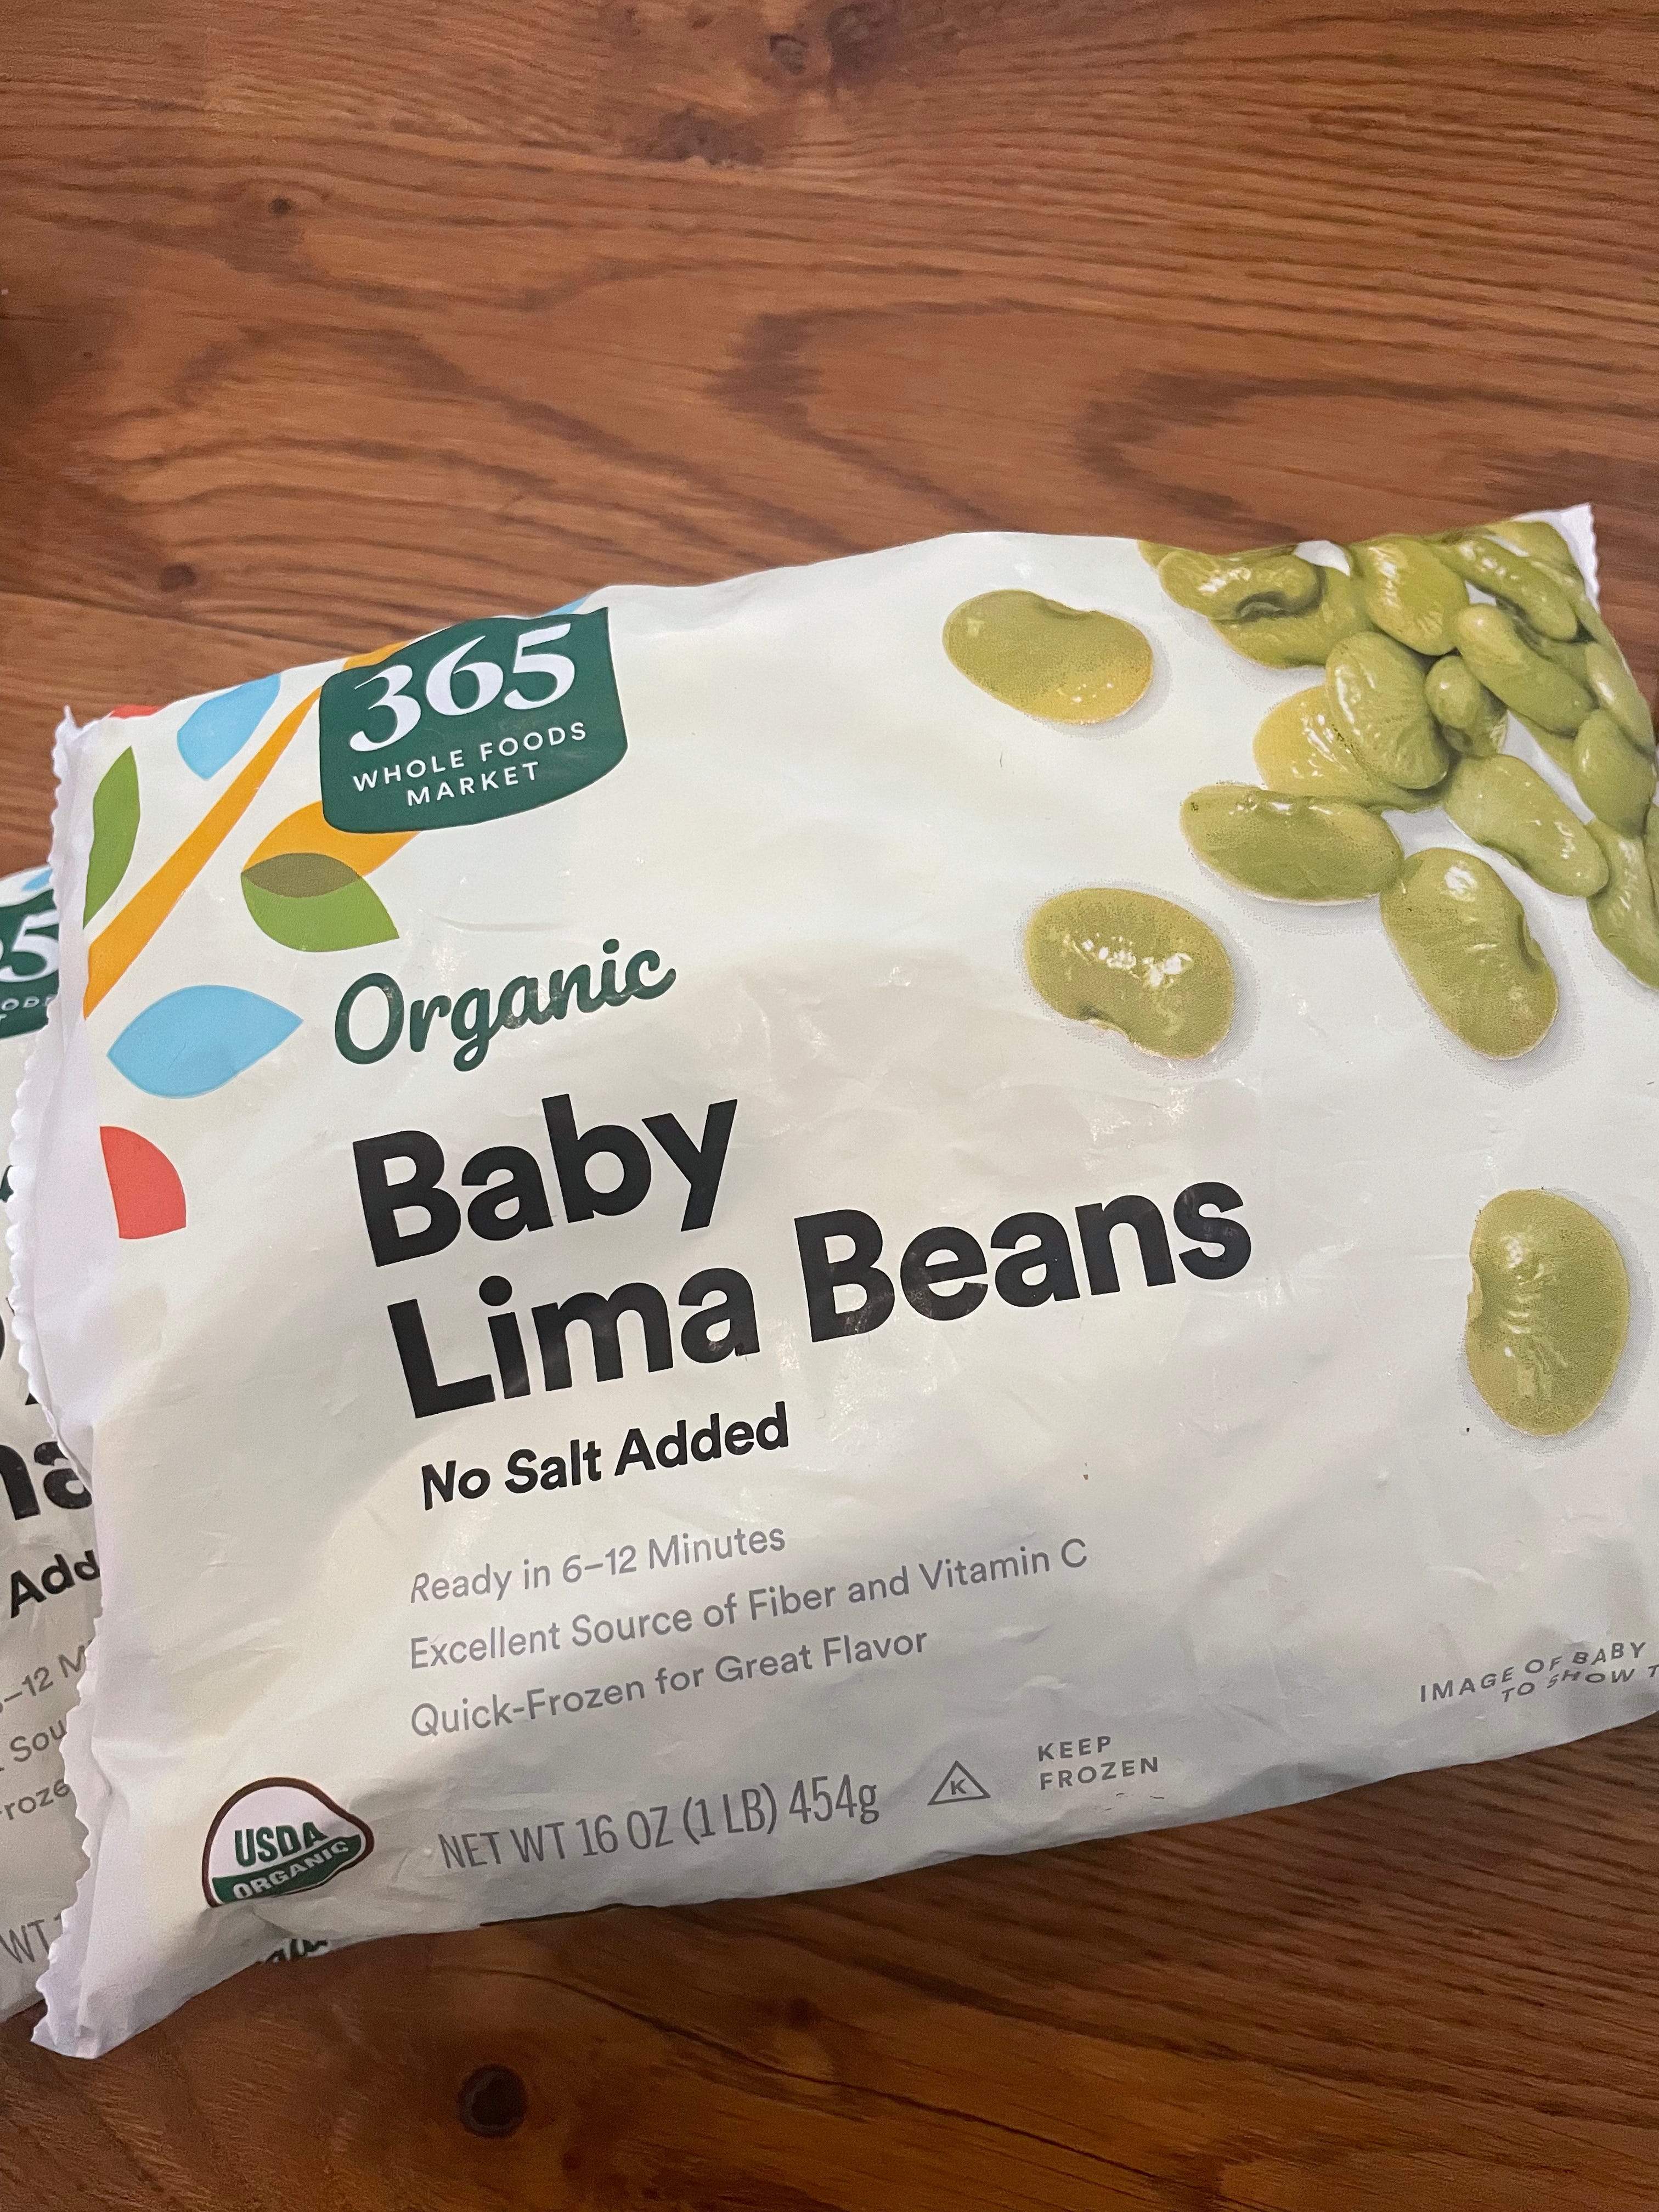 365
WHOLE FOODS
MARKET
Organic
Baby
Lima Beans
No Salt Added
Ready in 6–12 Minutes
Excellent Source of Fiber and Vitamin C
Quick-Frozen for Great Flavor
USDA
ORGANIC
NET WT 16 OZ (1 LB) 454g
K
KEEP
FROZEN
IMAGE OF BABY
TO SHOW
Add
WT